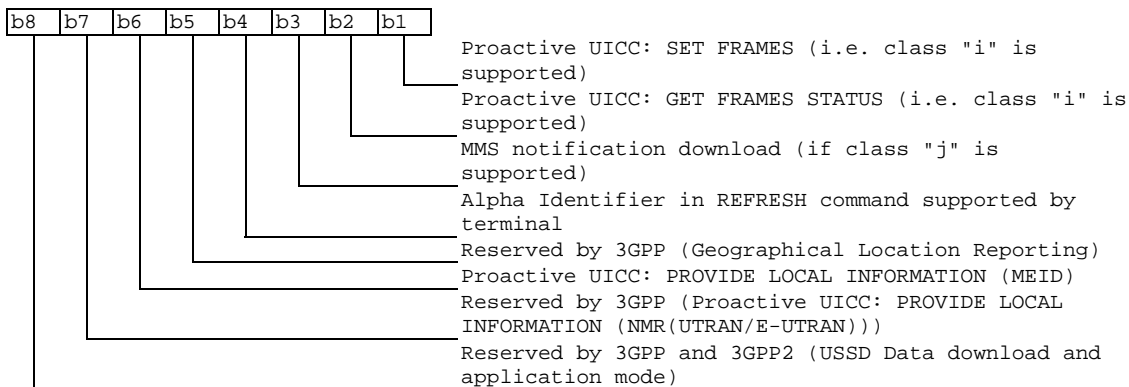 b8 b7 b6 b5 b4 b3 b2 b1
Proactive UICC: SET FRAMES (i.e. class "i" is
supported)
Proactive UICC: GET FRAMES STATUS (i.e. class "i" is
supported)
MMS notification download (if class "j" is
supported)
Alpha Identifier in REFRESH command supported by
terminal
Reserved by 3GPP (Geographical Location Reporting)
Proactive UICC: PROVIDE LOCAL INFORMATION (MEID)
Reserved by 3GPP (Proactive UICC: PROVIDE LOCAL
INFORMATION (NMR(UTRAN/E-UTRAN)))
Reserved by 3GPP and 3GPP2 (USSD Data download and
application mode)